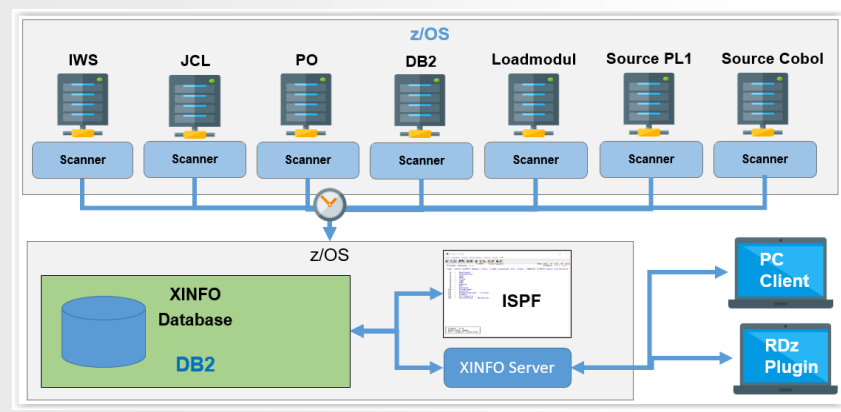 z/OS
IWS
JCL
PO
DB2
Loadmodul
Source PL1
Source Cobol
Scanner
Scanner
Scanner
Scanner
Scanner
Scanner
Scanner
z/OS
XINFO
Database
DB2
ISPF
XINFO Server
PC
Client
RDz
Plugin